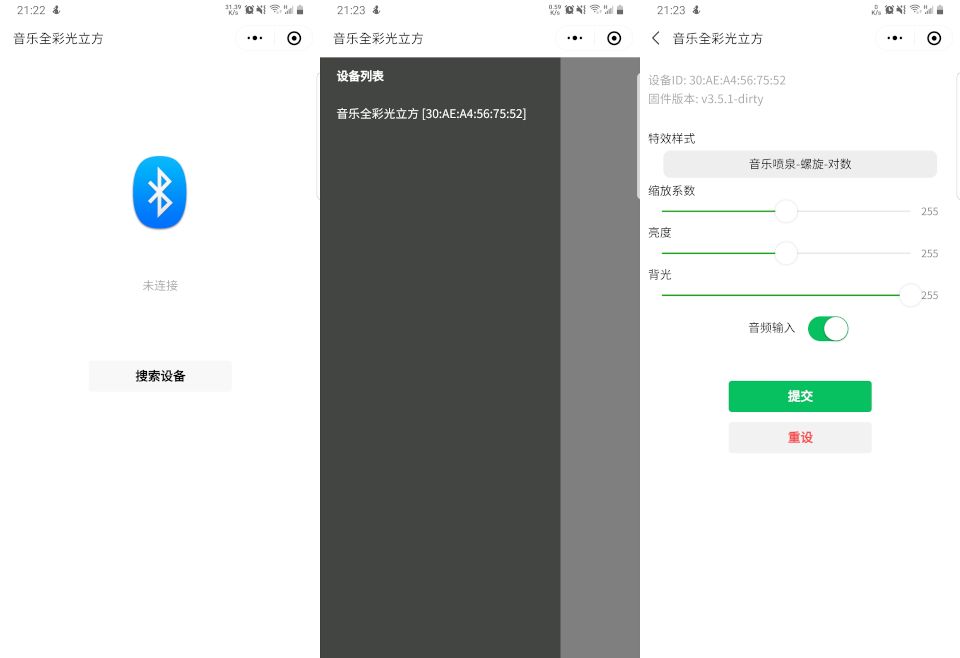 21:22
31.39 K/s
音乐全彩光立方
未连接
搜索设备
21:23
0.59 K/s
音乐全彩光立方
设备列表
音乐全彩光立方 [30:AE:A4:56:75:52]
21:23
0 K/s
音乐全彩光立方
设备ID: 30:AE:A4:56:75:52
固件版本: v3.5.1-dirty
特效样式
音乐喷泉-螺旋-对数
缩放系数
255
亮度
255
背光
255
音频输入
提交
重设